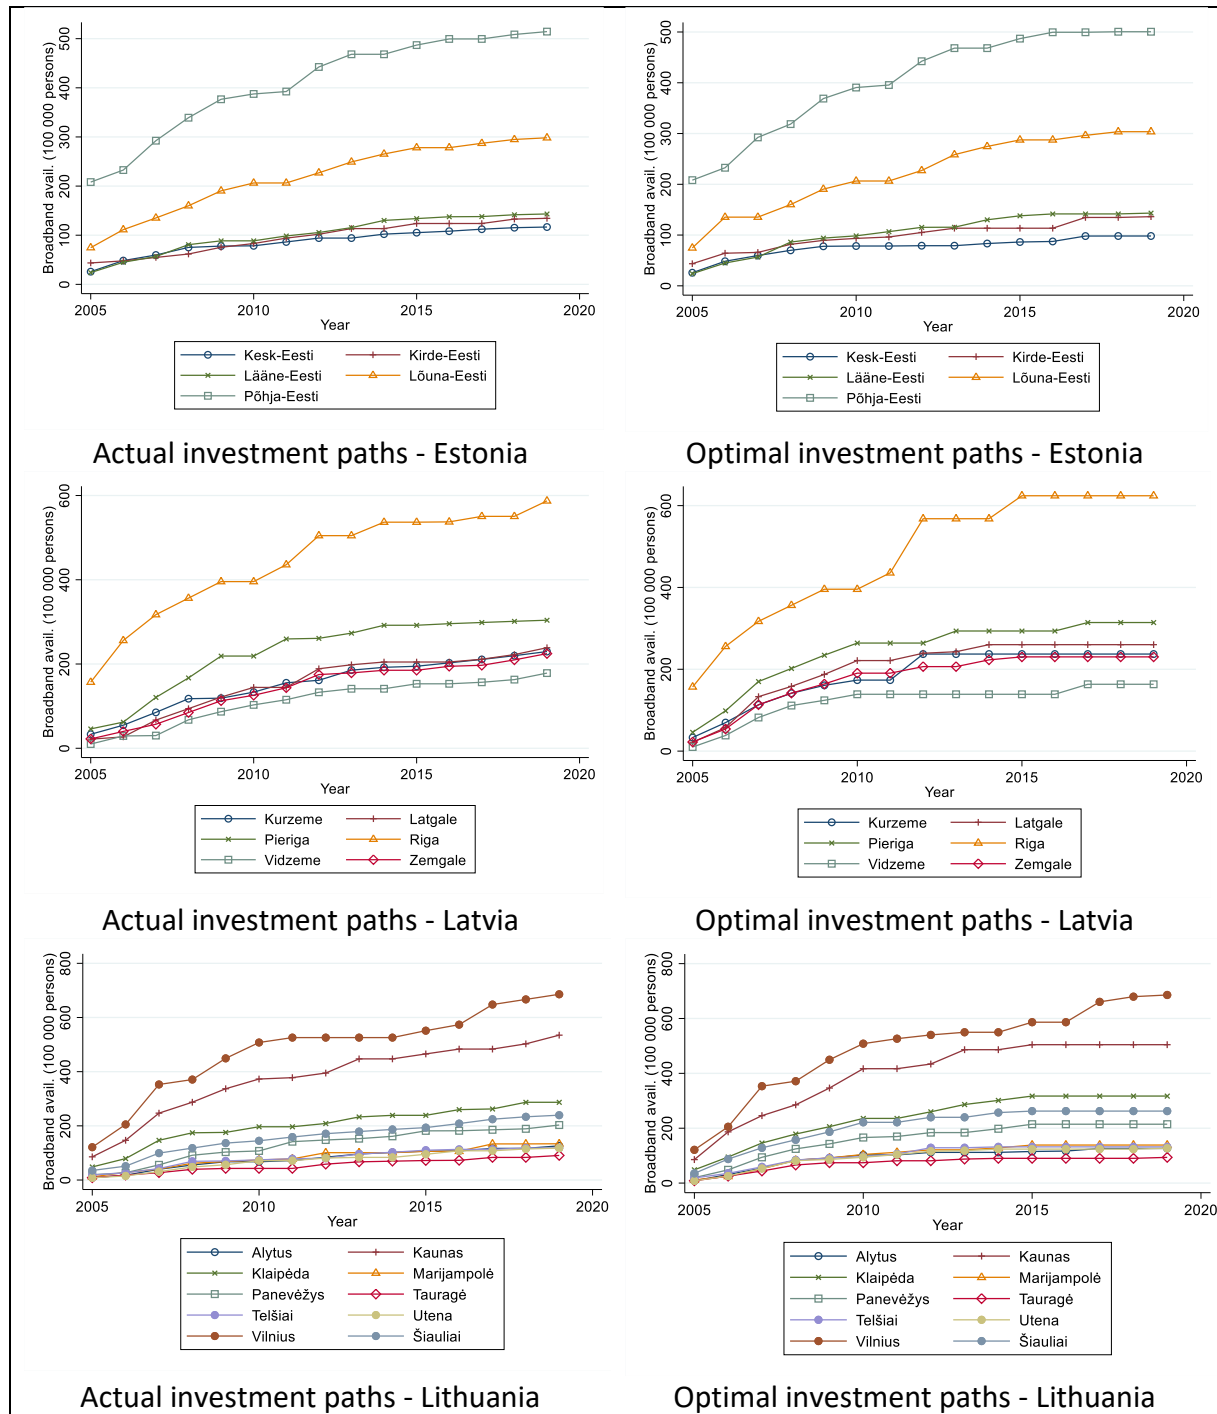 Broadband avail. (100 000 persons)
500
400
300
200
100
0
2005 2010 2015 2020
Year
Kesk-Eesti Kirde-Eesti
Lääne-Eesti Lõuna-Eesti
Põhja-Eesti
Actual investment paths - Estonia
Broadband avail. (100 000 persons)
500
400
300
200
100
0
2005 2010 2015 2020
Year
Kesk-Eesti Kirde-Eesti
Lääne-Eesti Lõuna-Eesti
Põhja-Eesti
Optimal investment paths - Estonia
Broadband avail. (100 000 persons)
600
400
200
0
2005 2010 2015 2020
Year
Kurzeme Latgale
Pieriga Riga
Vidzeme Zemgale
Actual investment paths - Latvia
Broadband avail. (100 000 persons)
600
400
200
0
2005 2010 2015 2020
Year
Kurzeme Latgale
Pieriga Riga
Vidzeme Zemgale
Optimal investment paths - Latvia
Broadband avail. (100 000 persons)
800
600
400
200
0
2005 2010 2015 2020
Year
Alytus Kaunas
Klaipėda Marijampolė
Panevėžys Tauragė
Telšiai Utena
Vilnius Šiauliai
Actual investment paths - Lithuania
Broadband avail. (100 000 persons)
800
600
400
200
0
2005 2010 2015 2020
Year
Alytus Kaunas
Klaipėda Marijampolė
Panevėžys Tauragė
Telšiai Utena
Vilnius Šiauliai
Optimal investment paths - Lithuania